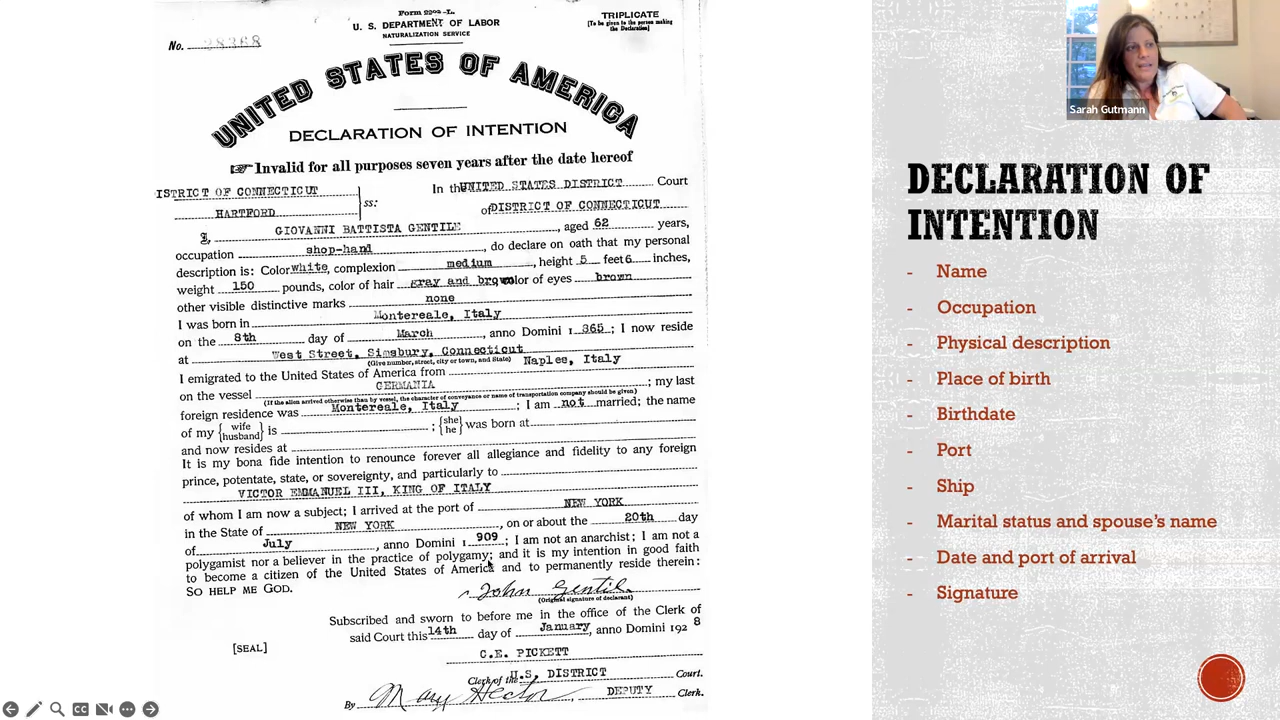 Form 2202-L.
U. S. DEPARTMENT OF LABOR
NATURALIZATION SERVICE
TRIPLICATE
[To be given to the person making
the Declaration]
No. 28368
UNITED STATES OF AMERICA
DECLARATION OF INTENTION
☞Invalid for all purposes seven years after the date hereof
ISTRICT OF CONNECTICUT
HARTFORD
ss:
In the UNITED STATES DISTRICT Court
of DISTRICT OF CONNECTICUT
I, GIOVANNI BATTISTA GENTILE, aged 62 years,
occupation shop-hand, do declare on oath that my personal
description is: Color white, complexion medium, height 5 feet 6 inches,
weight 150 pounds, color of hair gray and brown, color of eyes brown
other visible distinctive marks none
I was born in Montereale, Italy
on the 8th day of March, anno Domini 1 865; I now reside
at West Street, Simsbury, Connecticut
(Give number, street, city or town, and State)
I emigrated to the United States of America from Naples, Italy
on the vessel GERMANIA; my last
(If the alien arrived otherwise than by vessel, the character of conveyance or name of transportation company should be given)
foreign residence was Montereale, Italy; I am not married; the name
of my {wife husband} is ; {she he} was born at
and now resides at
It is my bona fide intention to renounce forever all allegiance and fidelity to any foreign
prince, potentate, state, or sovereignty, and particularly to
VICTOR EMMANUEL III, KING OF ITALY
of whom I am now a subject; I arrived at the port of NEW YORK
in the State of NEW YORK, on or about the 20th day
of July, anno Domini 1 909; I am not an anarchist; I am not a
polygamist nor a believer in the practice of polygamy; and it is my intention in good faith
to become a citizen of the United States of America and to permanently reside therein:
SO HELP ME GOD.
John Gentile
(Original signature of declarant)
Subscribed and sworn to before me in the office of the Clerk of
said Court this 14th day of January, anno Domini 192 8
[SEAL]
C.E. PICKETT
Clerk of the U.S. DISTRICT Court.
By Mary Hector, DEPUTY Clerk.
Sarah Gutmann
DECLARATION OF
INTENTION
- Name
- Occupation
- Physical description
- Place of birth
- Birthdate
- Port
- Ship
- Marital status and spouse's name
- Date and port of arrival
- Signature
CC